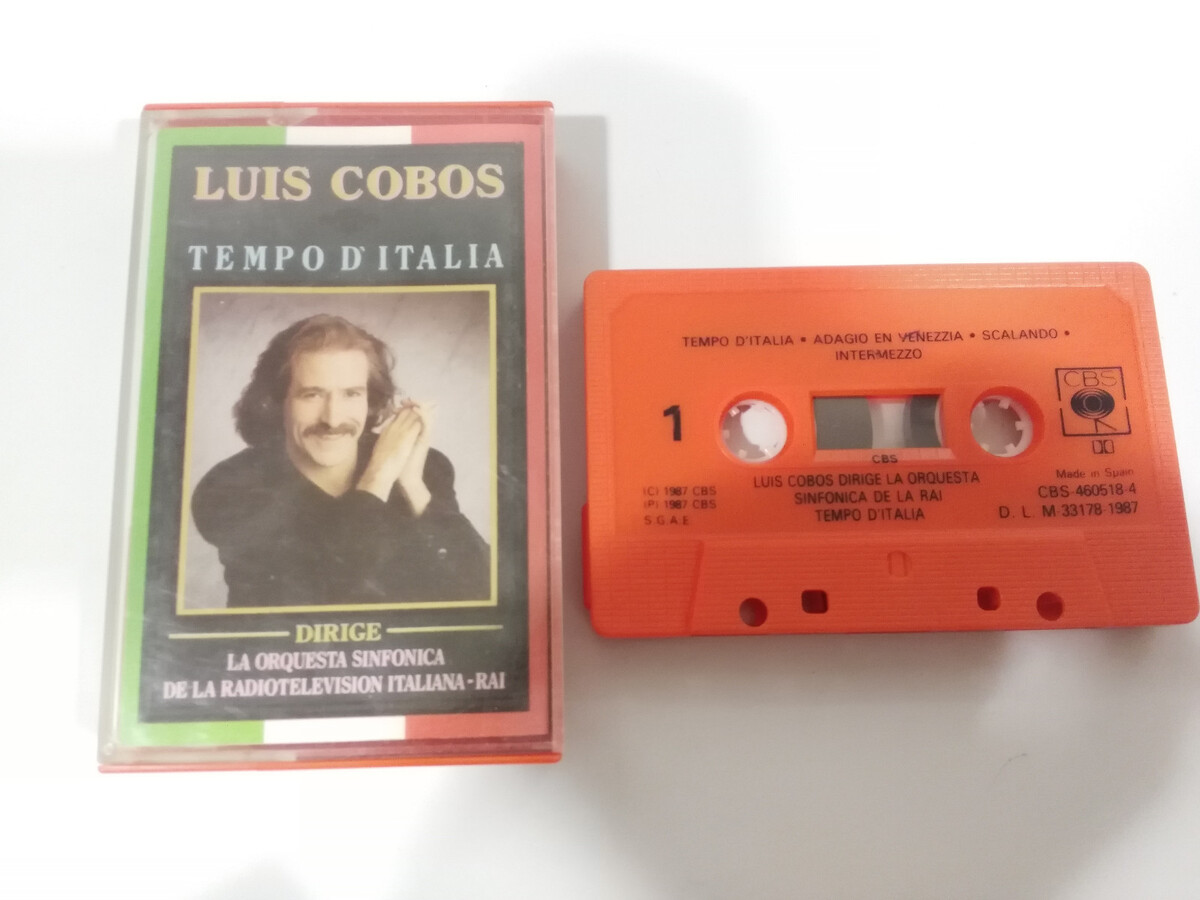 LUIS COBOS
TEMPO D'ITALIA
DIRIGE
LA ORQUESTA SINFONICA
DE LA RADIOTELEVISION ITALIANA-RAI
TEMPO D'ITALIA • ADAGIO EN VENEZZIA • SCALANDO •
INTERMEZZO
1
CBS
CBS
LUIS COBOS DIRIGE LA ORQUESTA
SINFONICA DE LA RAI
TEMPO D'ITALIA
(C) 1987 CBS
(P) 1987 CBS
S.G.A.E.
Made in Spain
CBS-460518-4
D. L. M-33178-1987